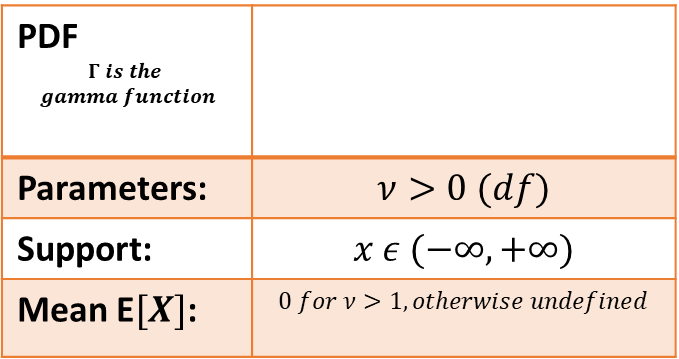 PDF
Γ is the
gamma function
Parameters:
ν > 0 (df)
Support:
x ϵ (−∞, +∞)
Mean E[X]:
0 for ν > 1, otherwise undefined